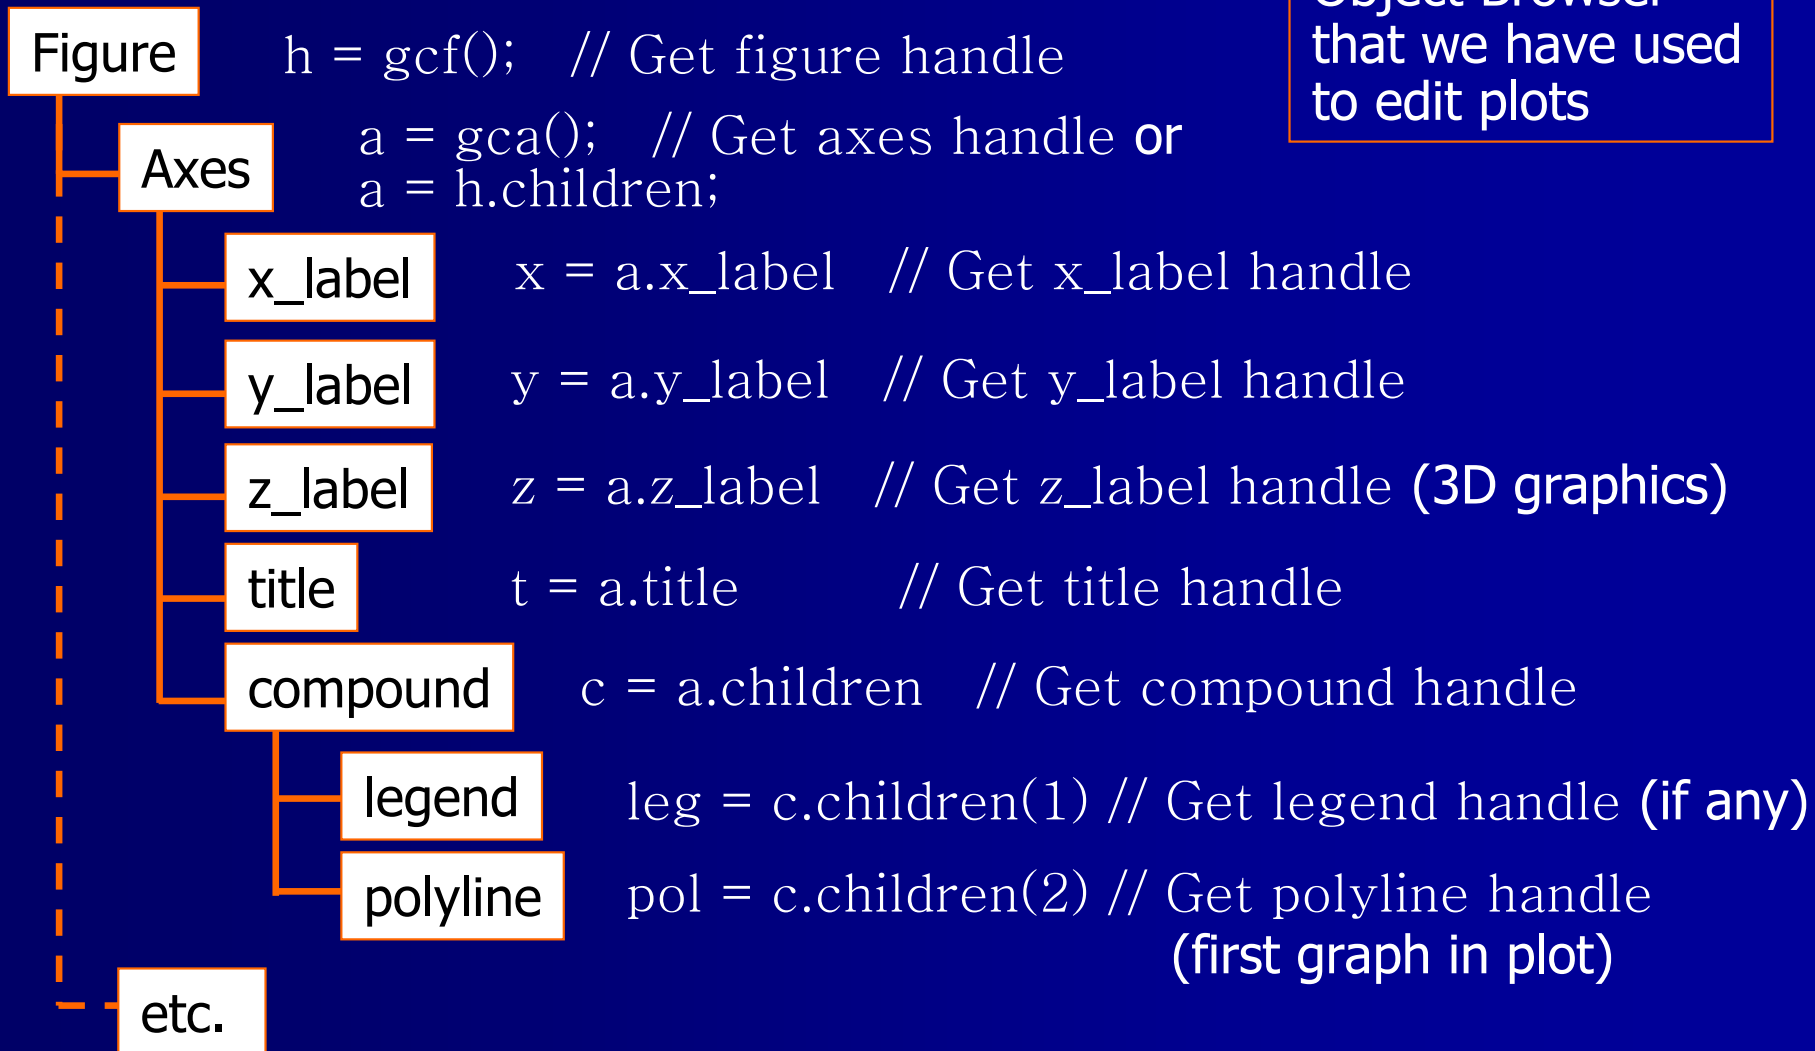 Object Browser
that we have used
to edit plots
Figure
h = gcf(); // Get figure handle
Axes
a = gca(); // Get axes handle or
a = h.children;
x_label
x = a.x_label // Get x_label handle
y_label
y = a.y_label // Get y_label handle
z_label
z = a.z_label // Get z_label handle (3D graphics)
title
t = a.title // Get title handle
compound
c = a.children // Get compound handle
legend
leg = c.children(1) // Get legend handle (if any)
polyline
pol = c.children(2) // Get polyline handle
(first graph in plot)
etc.